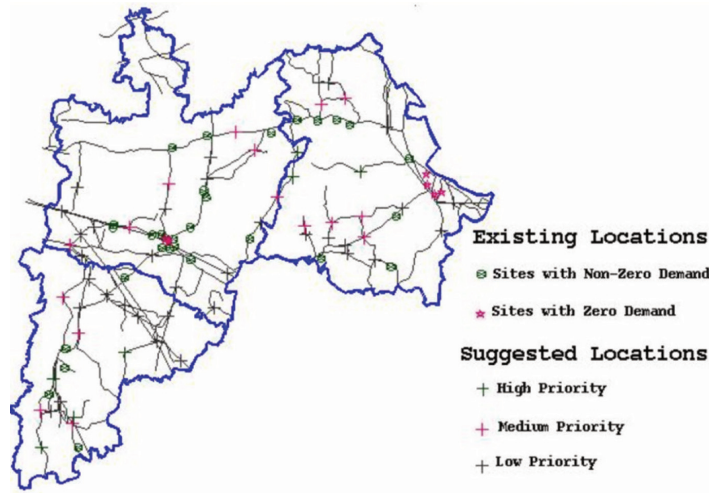 Existing Locations
Sites with Non-Zero Demand
Sites with Zero Demand
Suggested Locations
High Priority
Medium Priority
Low Priority